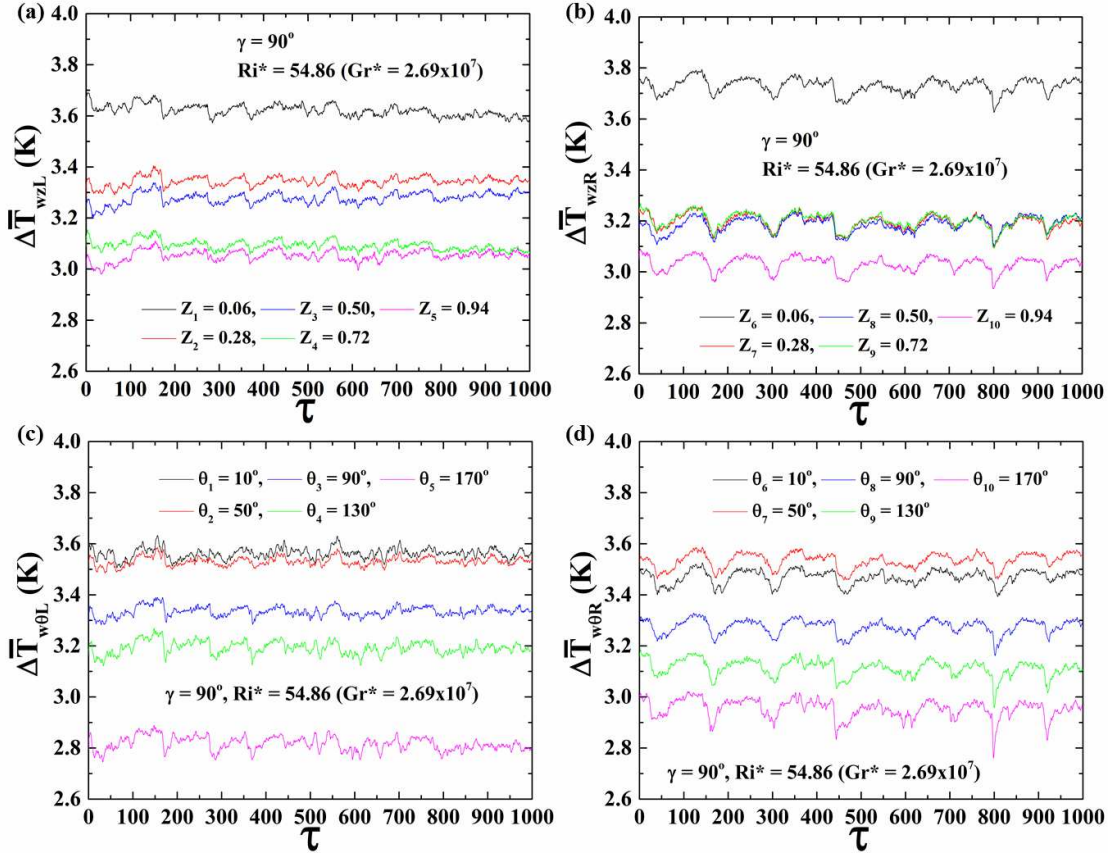 (a)
γ = 90°
Ri* = 54.86 (Gr* = 2.69x10⁷)
4.0
3.8
3.6
3.4
3.2
3.0
2.8
2.6
ΔT̅wzL (K)
Z₁ = 0.06, Z₃ = 0.50, Z₅ = 0.94
Z₂ = 0.28, Z₄ = 0.72
0 100 200 300 400 500 600 700 800 900 1000
τ
(b)
4.0
3.8
3.6
3.4
3.2
3.0
2.8
2.6
ΔT̅wzR (K)
γ = 90°
Ri* = 54.86 (Gr* = 2.69x10⁷)
Z₆ = 0.06, Z₈ = 0.50, Z₁₀ = 0.94
Z₇ = 0.28, Z₉ = 0.72
0 100 200 300 400 500 600 700 800 900 1000
τ
(c)
4.0
3.8
3.6
3.4
3.2
3.0
2.8
2.6
ΔT̅wθL (K)
θ₁ = 10°, θ₃ = 90°, θ₅ = 170°
θ₂ = 50°, θ₄ = 130°
γ = 90°, Ri* = 54.86 (Gr* = 2.69x10⁷)
0 100 200 300 400 500 600 700 800 900 1000
τ
(d)
4.0
3.8
3.6
3.4
3.2
3.0
2.8
2.6
ΔT̅wθR (K)
θ₆ = 10°, θ₈ = 90°, θ₁₀ = 170°
θ₇ = 50°, θ₉ = 130°
γ = 90°, Ri* = 54.86 (Gr* = 2.69x10⁷)
0 100 200 300 400 500 600 700 800 900 1000
τ